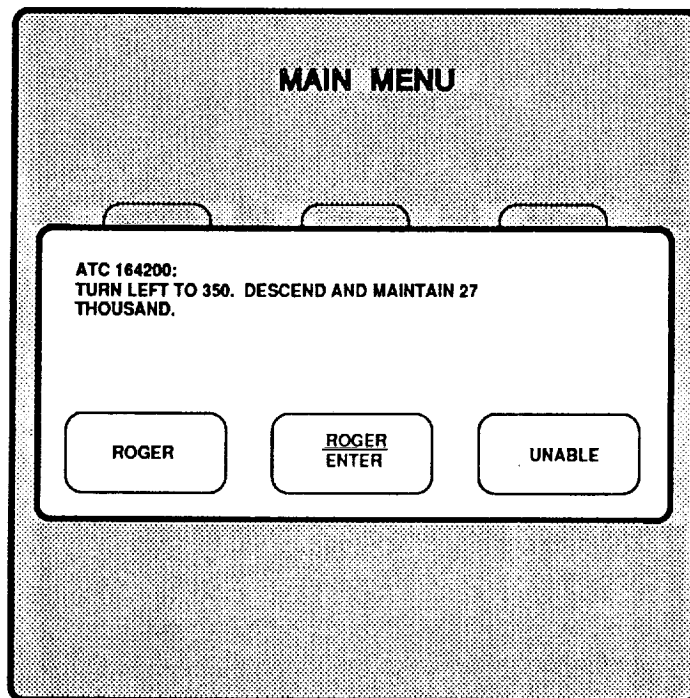 MAIN MENU
ATC 164200:
TURN LEFT TO 350. DESCEND AND MAINTAIN 27
THOUSAND.
ROGER
ROGER
ENTER
UNABLE